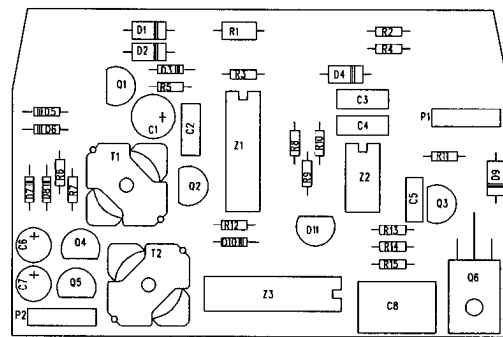 D1 R1 R2
D2 R4
D3 R3 D4
Q1 R5
C3 P1
D5 C1 C2 C4
D6 Z1 R8 R10
T1 R11
R6 R9 Z2 D9
D7 D8 R7 Q2 C5 Q3
R12 D11 R13
C6 Q4 D10 R14
T2 R15
C7 Q5 Z3 C8 Q6
P2